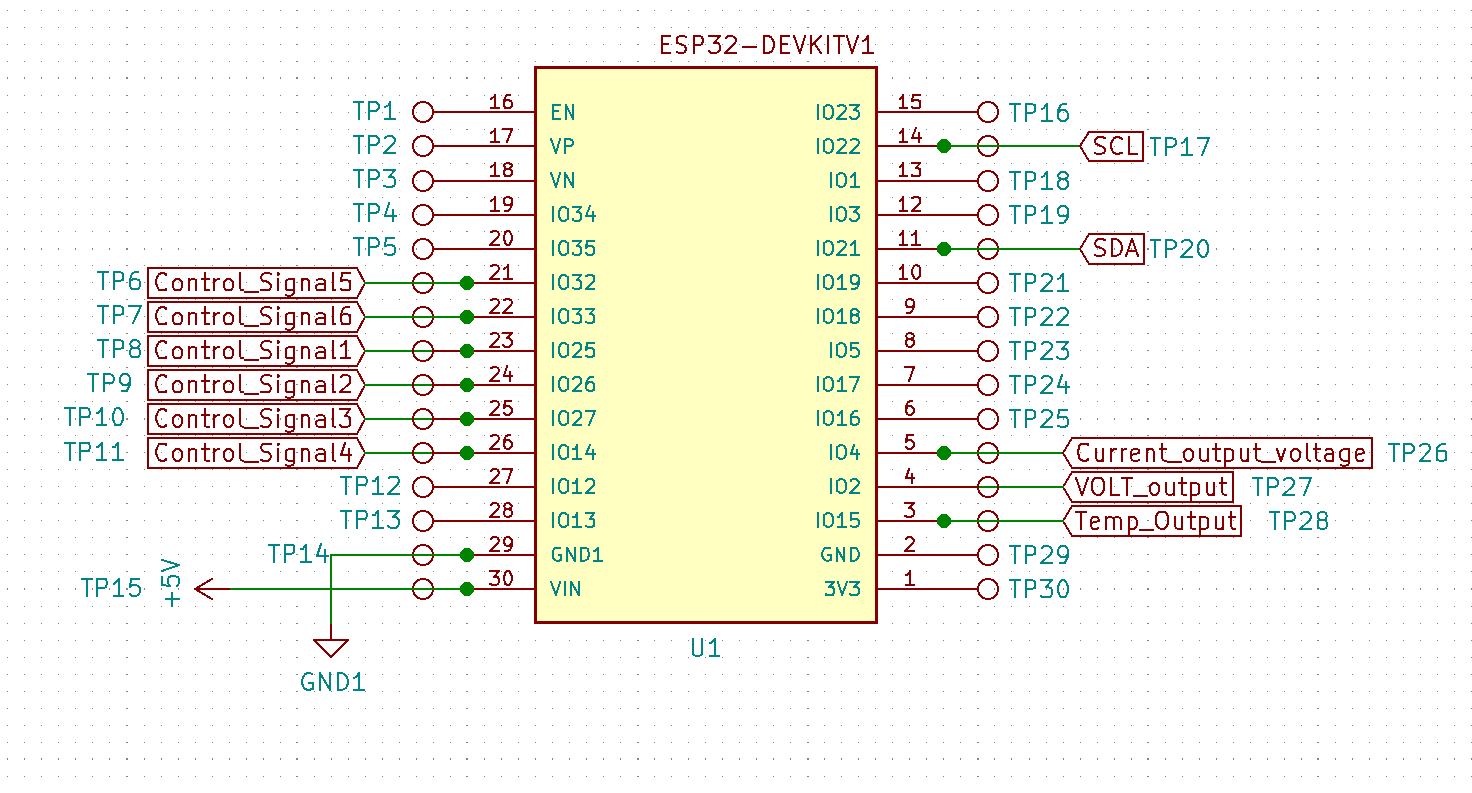 ESP32-DEVKITV1
TP1 16 EN IO23 15 TP16
TP2 17 VP IO22 14 SCL TP17
TP3 18 VN IO1 13 TP18
TP4 19 IO34 IO3 12 TP19
TP5 20 IO35 IO21 11 SDA TP20
TP6 Control_Signal5 21 IO32 IO19 10 TP21
TP7 Control_Signal6 22 IO33 IO18 9 TP22
TP8 Control_Signal1 23 IO25 IO5 8 TP23
TP9 Control_Signal2 24 IO26 IO17 7 TP24
TP10 Control_Signal3 25 IO27 IO16 6 TP25
TP11 Control_Signal4 26 IO14 IO4 5 Current_output_voltage TP26
TP12 27 IO12 IO2 4 VOLT_output TP27
TP13 28 IO13 IO15 3 Temp_Output TP28
TP14 29 GND1 GND 2 TP29
TP15 +5V 30 VIN 3V3 1 TP30
U1
GND1